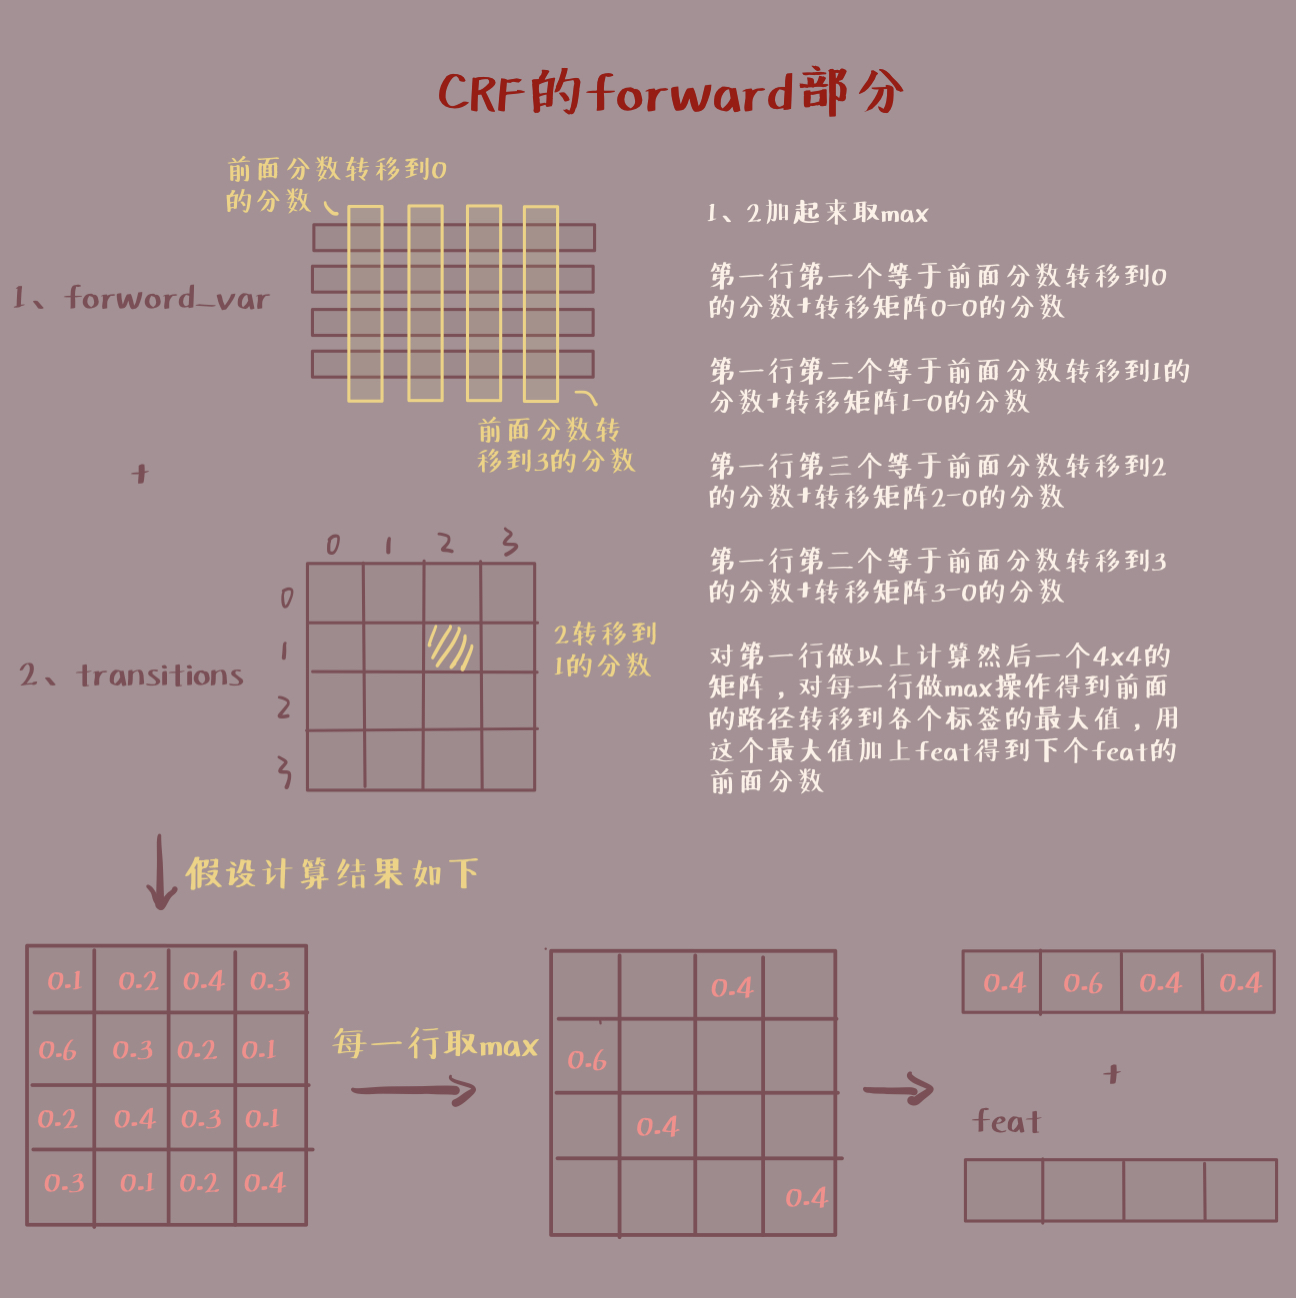 CRF的forward部分
前面分数转移到0
的分数
1、forword_var
前面分数转
移到3的分数
+
0 1 2 3
0
1
2
3
2转移到
1的分数
2、transitions
1、2加起来取max
第一行第一个等于前面分数转移到0
的分数+转移矩阵0-0的分数
第一行第二个等于前面分数转移到1的
分数+转移矩阵1-0的分数
第一行第三个等于前面分数转移到2
的分数+转移矩阵2-0的分数
第一行第二个等于前面分数转移到3
的分数+转移矩阵3-0的分数
对第一行做以上计算然后一个4x4的
矩阵，对每一行做max操作得到前面
的路径转移到各个标签的最大值，用
这个最大值加上feat得到下个feat的
前面分数
假设计算结果如下
0.1 0.2 0.4 0.3
0.6 0.3 0.2 0.1
0.2 0.4 0.3 0.1
0.3 0.1 0.2 0.4
每一行取max
0.4
0.6
0.4
0.4
0.4 0.6 0.4 0.4
+
feat